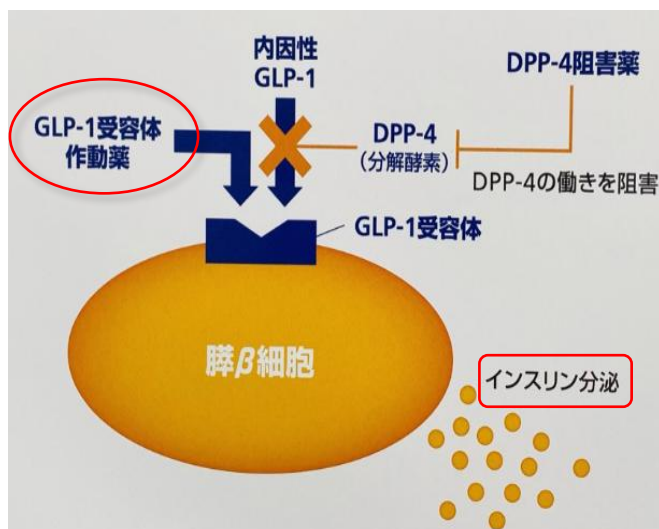 内因性
GLP-1
DPP-4阻害薬
GLP-1受容体
作動薬
DPP-4
(分解酵素)
DPP-4の働きを阻害
GLP-1受容体
膵β細胞
インスリン分泌